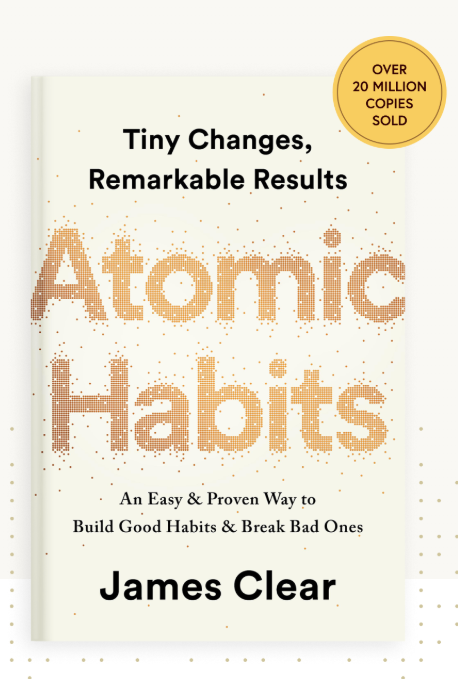 OVER
20 MILLION
COPIES
SOLD
Tiny Changes,
Remarkable Results
Atomic
Habits
An Easy & Proven Way to
Build Good Habits & Break Bad Ones
James Clear